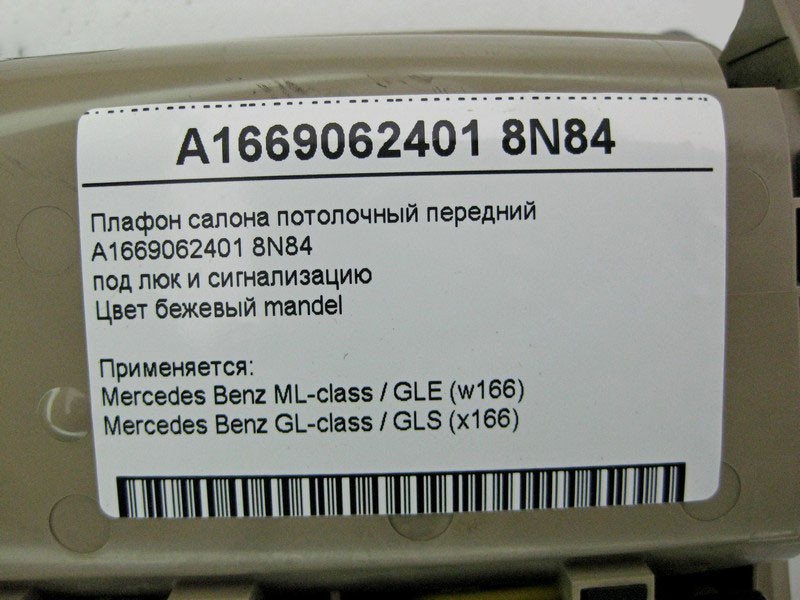 A1669062401 8N84
Плафон салона потолочный передний
A1669062401 8N84
под люк и сигнализацию
Цвет бежевый mandel
Применяется:
Mercedes Benz ML-class / GLE (w166)
Mercedes Benz GL-class / GLS (x166)